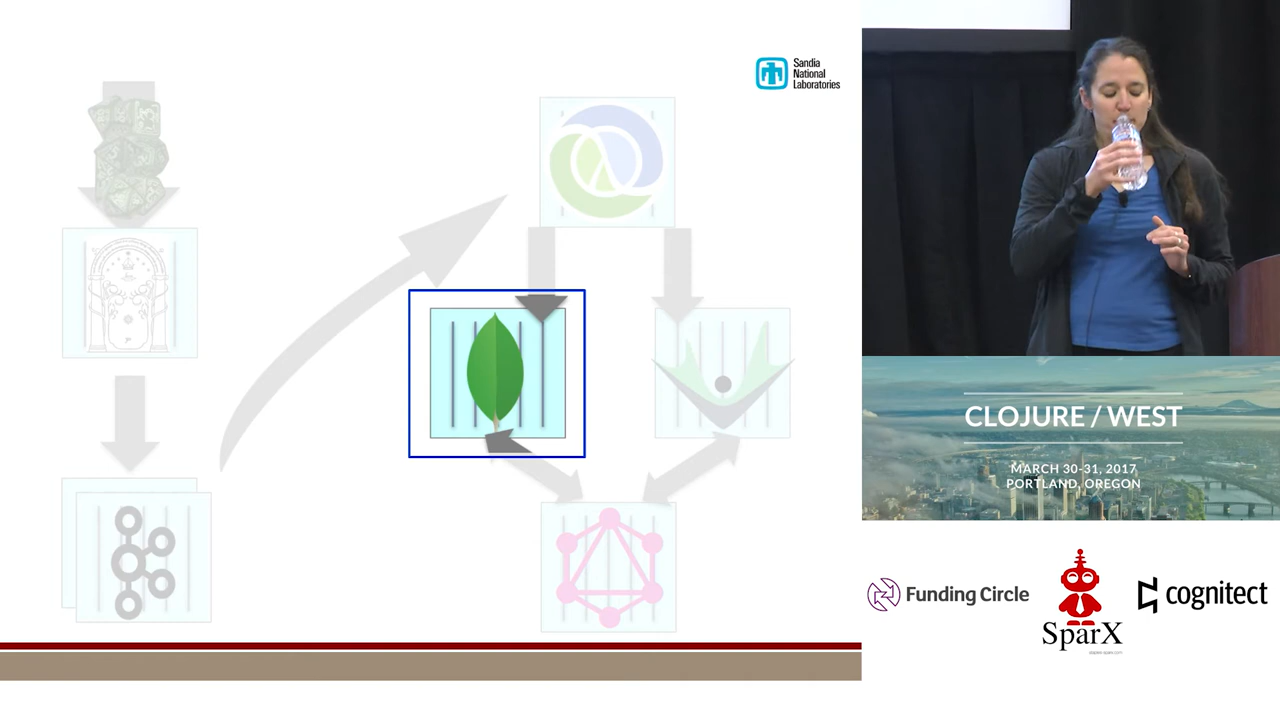 Sandia
National
Laboratories
CLOJURE / WEST
MARCH 30-31, 2017
PORTLAND, OREGON
Funding Circle
SparX
cognitect